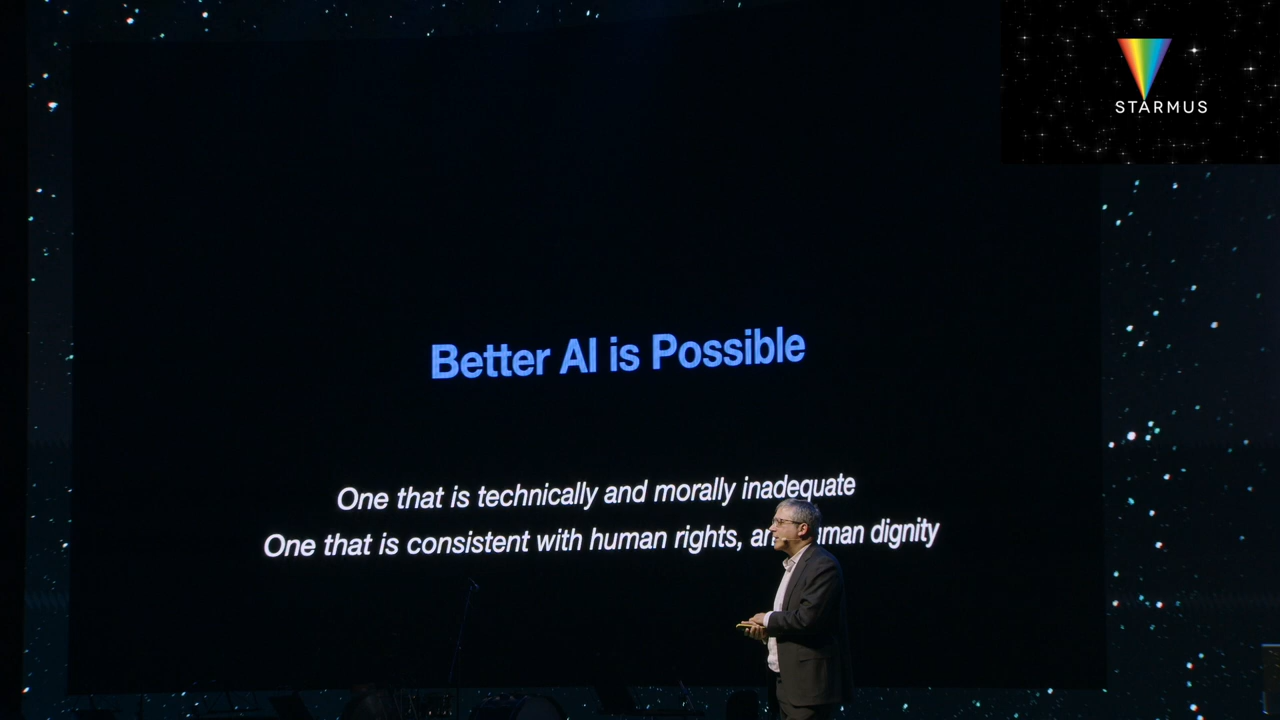 STARMUS
Better AI is Possible
One that is technically and morally inadequate
One that is consistent with human rights, dignity